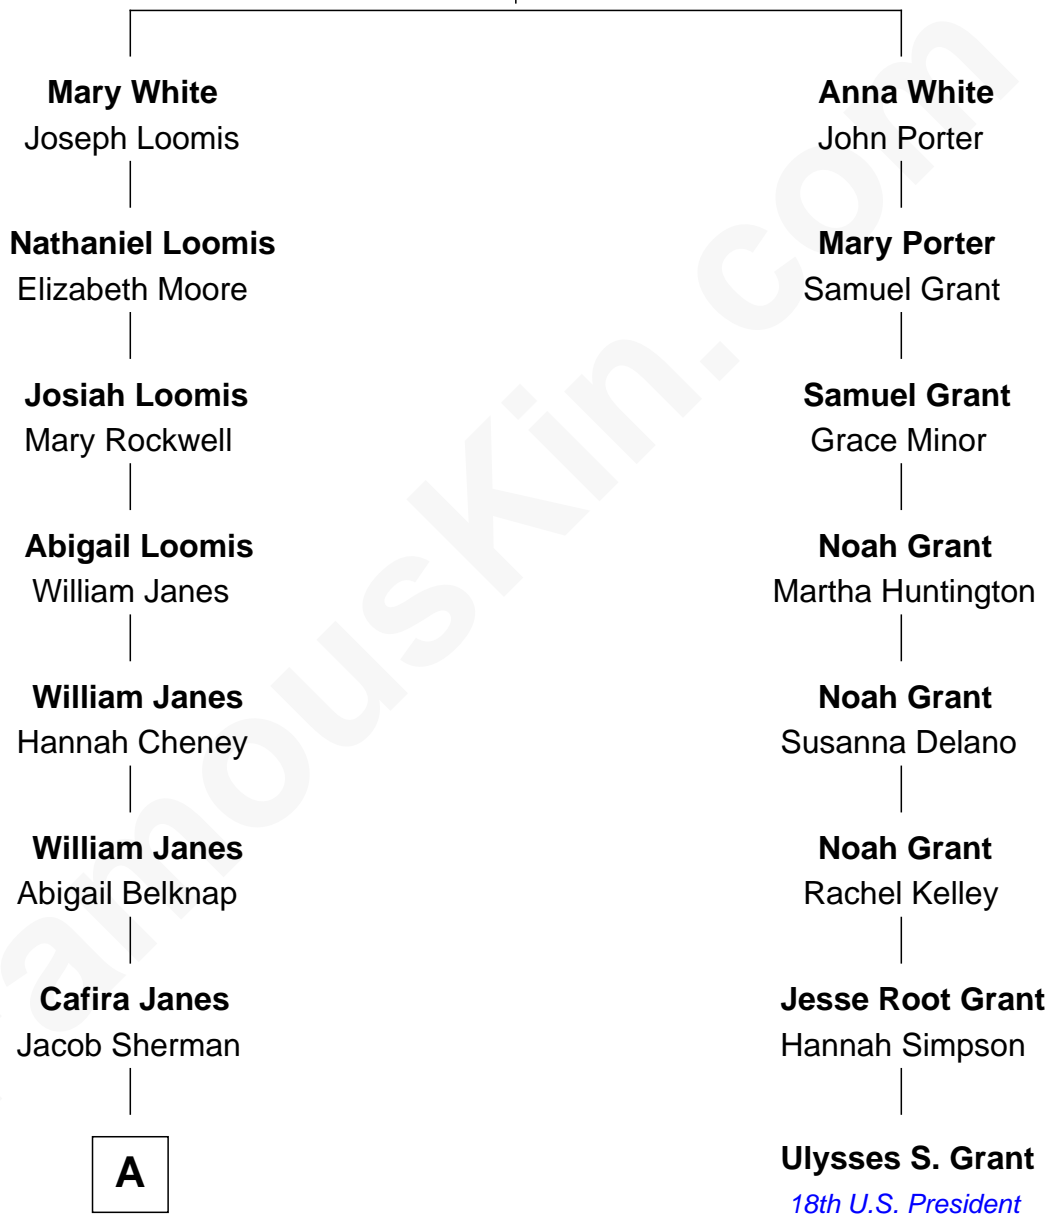 Mary White
Joseph Loomis
Nathaniel Loomis
Elizabeth Moore
Josiah Loomis
Mary Rockwell
Abigail Loomis
William Janes
William Janes
Hannah Cheney
William Janes
Abigail Belknap
Cafira Janes
Jacob Sherman
A
Anna White
John Porter
Mary Porter
Samuel Grant
Samuel Grant
Grace Minor
Noah Grant
Martha Huntington
Noah Grant
Susanna Delano
Noah Grant
Rachel Kelley
Jesse Root Grant
Hannah Simpson
Ulysses S. Grant
18th U.S. President
amouskin.com